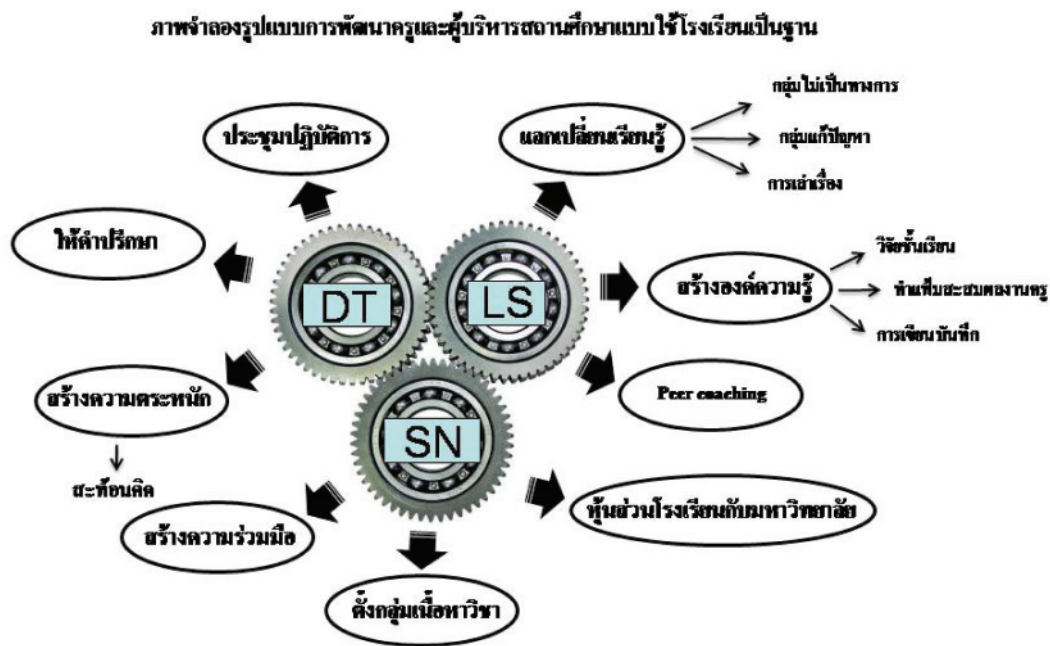 ภาพจำลองรูปแบบการพัฒนาครูและผู้บริหารสถานศึกษาแบบใช้โรงเรียนเป็นฐาน
ประชุมปฏิบัติการ
แลกเปลี่ยนเรียนรู้
กลุ่มไม่เป็นทางการ
กลุ่มแก้ปัญหา
การเล่าเรื่อง
ให้คำปรึกษา
DT
LS
สร้างองค์ความรู้
วิจัยชั้นเรียน
ทำแฟ้มสะสมผลงานครู
การเขียนบันทึก
สร้างความตระหนัก
สะท้อนคิด
Peer coaching
SN
สร้างความร่วมมือ
หุ้นส่วนโรงเรียนกับมหาวิทยาลัย
ตั้งกลุ่มเนื้อหาวิชา